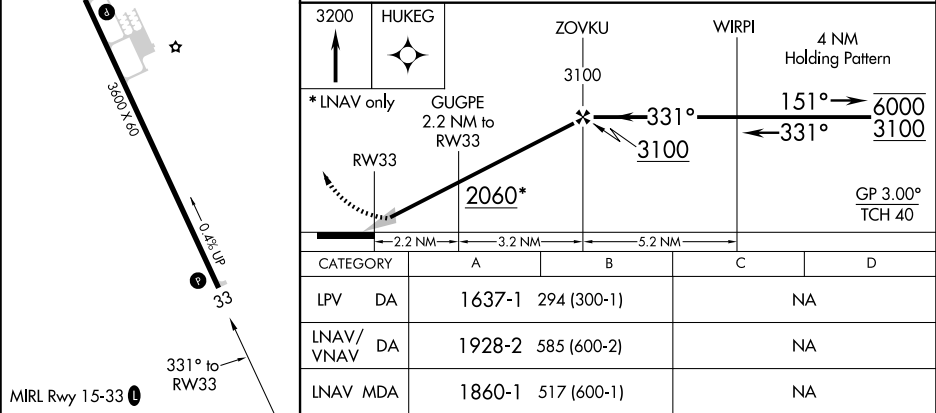 3600 X 60
0.4% UP
33
331° to
RW33
MIRL Rwy 15-33 L
3200
HUKEG
* LNAV only
ZOVKU
WIRPI
4 NM
Holding Pattern
3100
GUGPE
2.2 NM to
RW33
RW33
331°
151°
6000
3100
331°
3100
2060*
GP 3.00°
TCH 40
2.2 NM
3.2 NM
5.2 NM
CATEGORY A B C D
LPV DA 1637-1 294 (300-1) NA
LNAV/
VNAV DA 1928-2 585 (600-2) NA
LNAV MDA 1860-1 517 (600-1) NA